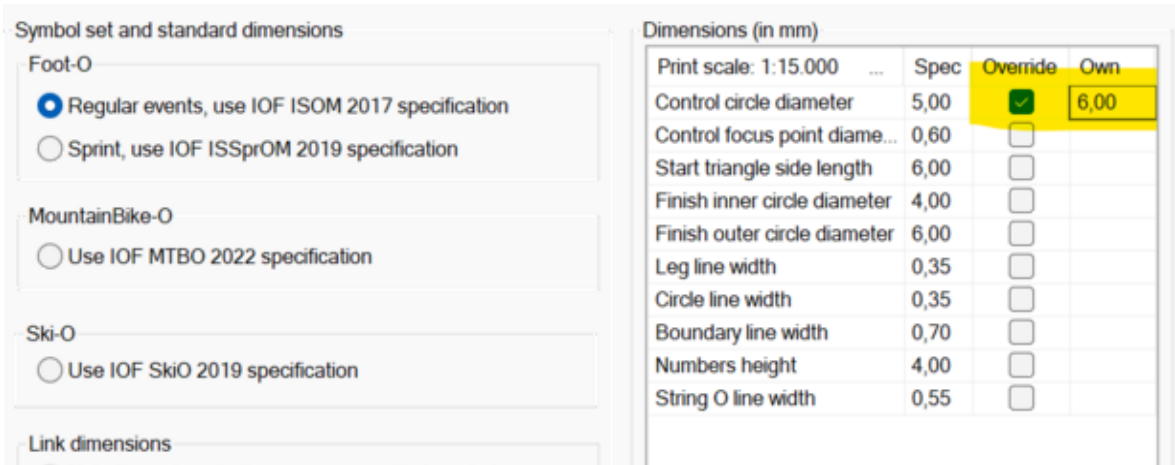 Symbol set and standard dimensions
Foot-O
Regular events, use IOF ISOM 2017 specification
Sprint, use IOF ISSprOM 2019 specification
MountainBike-O
Use IOF MTBO 2022 specification
Ski-O
Use IOF SkiO 2019 specification
Link dimensions
Dimensions (in mm)
Print scale: 1:15.000 ... Spec Override Own
Control circle diameter 5,00 6,00
Control focus point diame... 0,60
Start triangle side length 6,00
Finish inner circle diameter 4,00
Finish outer circle diameter 6,00
Leg line width 0,35
Circle line width 0,35
Boundary line width 0,70
Numbers height 4,00
String O line width 0,55